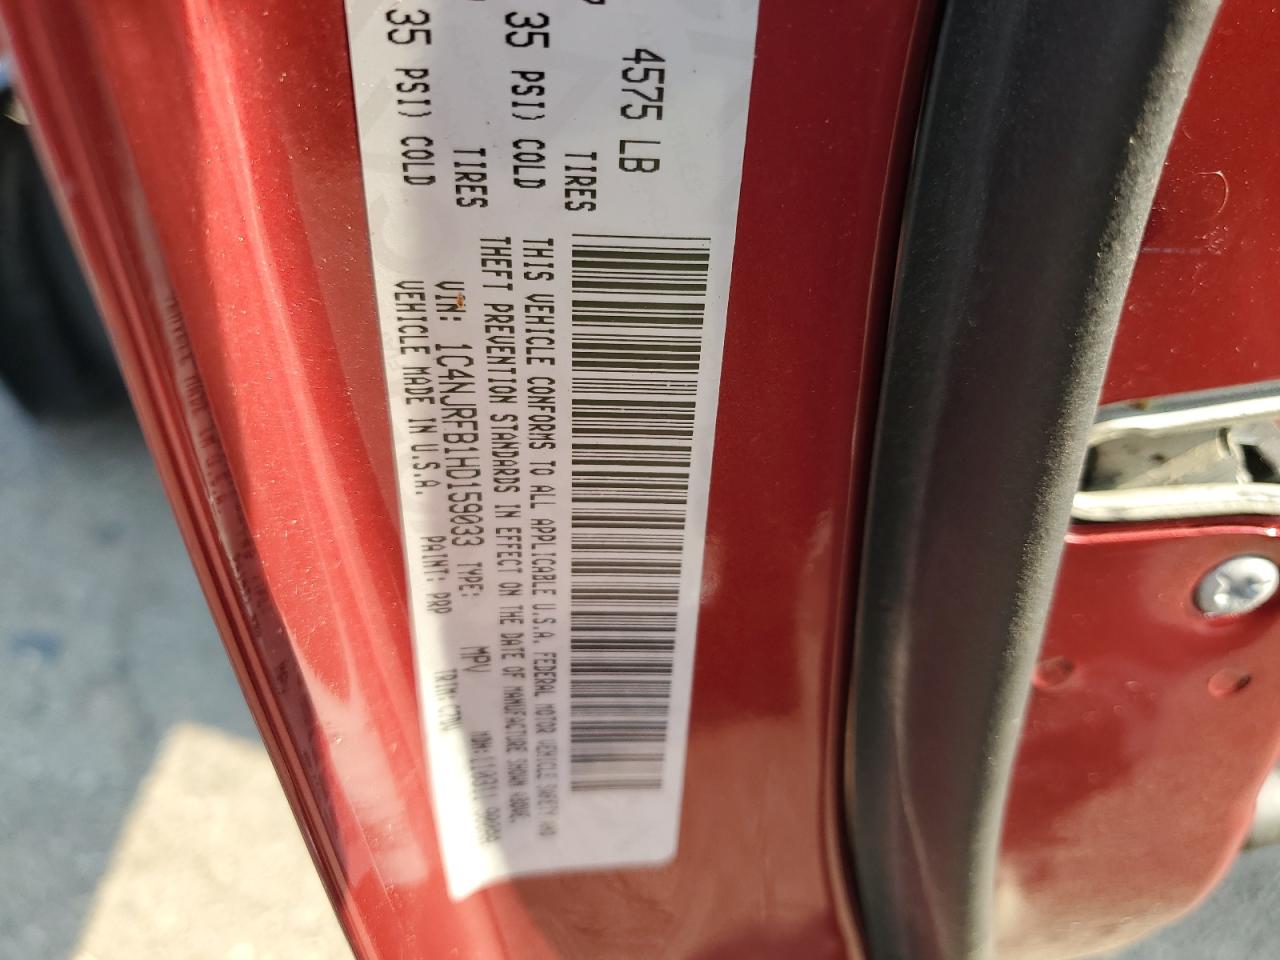 4575 LB
TIRES
35 PSI) COLD
TIRES
35 PSI) COLD
THIS VEHICLE CONFORMS TO ALL APPLICABLE U.S.A. FEDERAL MOTOR VEHICLE SAFETY AND
THEFT PREVENTION STANDARDS IN EFFECT ON THE DATE OF MANUFACTURE SHOWN ABOVE.
VIN: 1C4NJRFB1HD159033 TYPE: MPV MDH:
VEHICLE MADE IN U.S.A. PAINT: PRP TRIM: